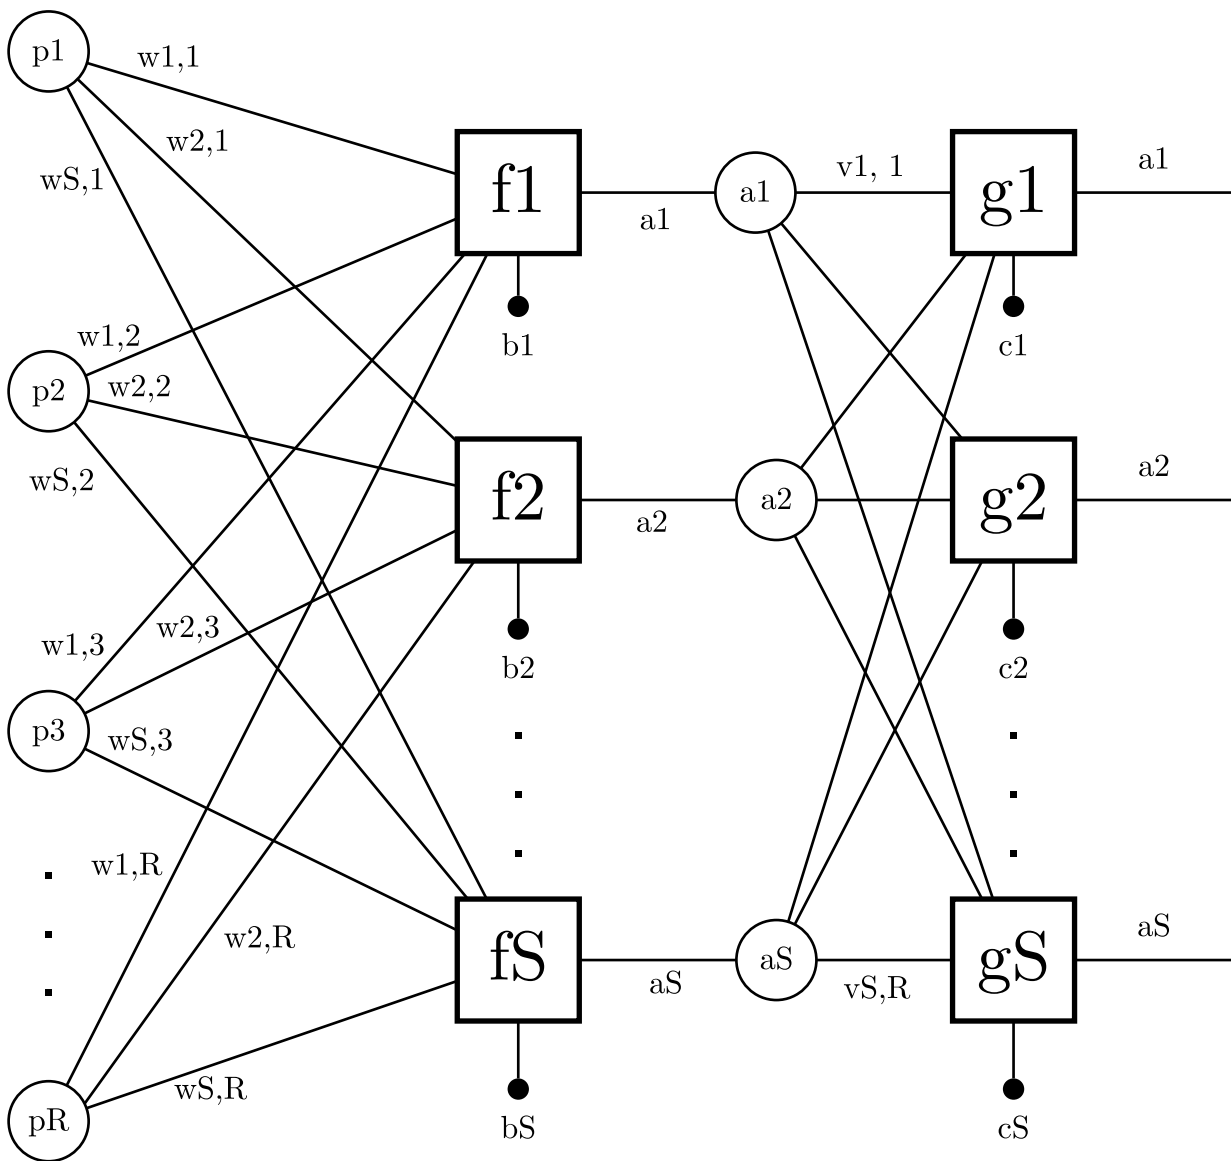 p1
w1,1
w2,1
wS,1
f1
a1
a1
v1, 1
g1
a1
b1
c1
w1,2
p2
w2,2
wS,2
f2
a2
a2
g2
a2
b2
c2
w1,3
w2,3
p3
wS,3
w1,R
w2,R
fS
aS
aS
vS,R
gS
aS
wS,R
pR
bS
cS